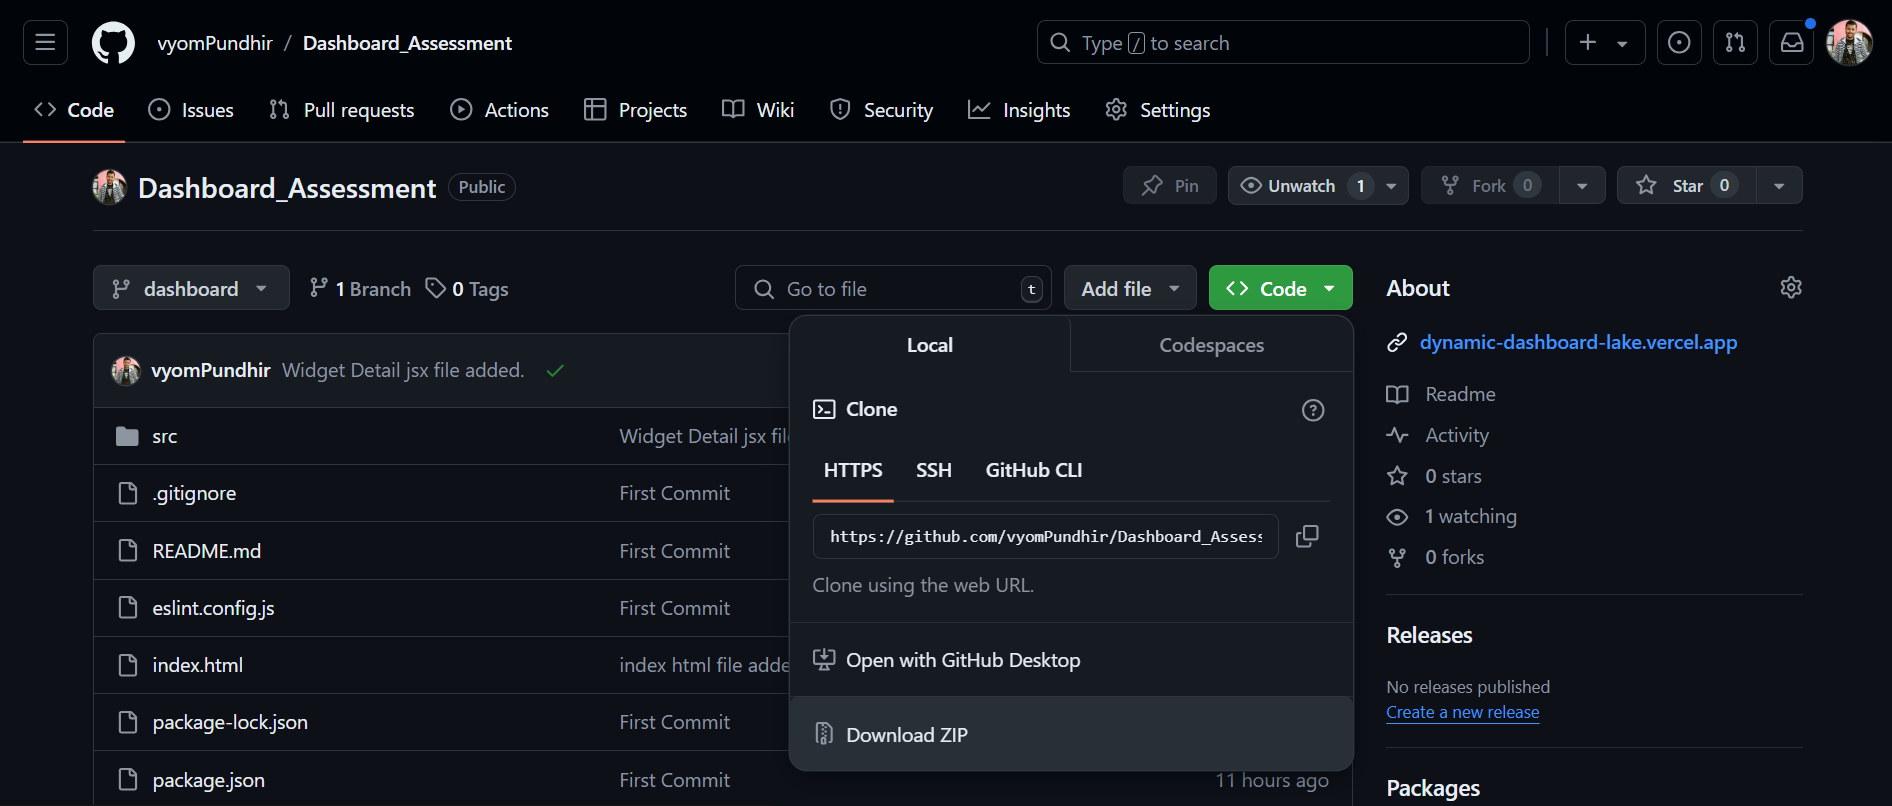 vyomPundhir / Dashboard_Assessment
Type / to search
Code Issues Pull requests Actions Projects Wiki Security Insights Settings
Dashboard_Assessment Public
Pin Unwatch 1 Fork 0 Star 0
dashboard 1 Branch 0 Tags
Go to file t Add file Code
vyomPundhir Widget Detail jsx file added.
src Widget Detail jsx
.gitignore First Commit
README.md First Commit
eslint.config.js First Commit
index.html index html file adde
package-lock.json First Commit
package.json First Commit 11 hours ago
Local Codespaces
Clone
HTTPS SSH GitHub CLI
https://github.com/vyomPundhir/Dashboard_Assess
Clone using the web URL.
Open with GitHub Desktop
Download ZIP
About
dynamic-dashboard-lake.vercel.app
Readme
Activity
0 stars
1 watching
0 forks
Releases
No releases published
Create a new release
Packages